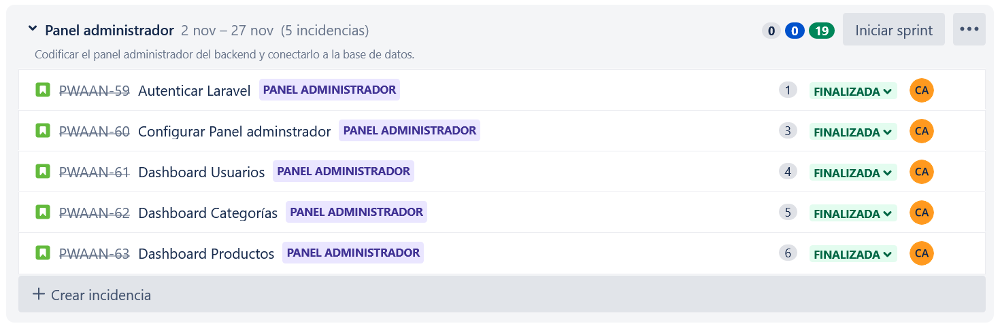 Panel administrador 2 nov – 27 nov (5 incidencias) 0 0 19 Iniciar sprint
Codificar el panel administrador del backend y conectarlo a la base de datos.
PWAAN-59 Autenticar Laravel PANEL ADMINISTRADOR 1 FINALIZADA CA
PWAAN-60 Configurar Panel adminstrador PANEL ADMINISTRADOR 3 FINALIZADA CA
PWAAN-61 Dashboard Usuarios PANEL ADMINISTRADOR 4 FINALIZADA CA
PWAAN-62 Dashboard Categorías PANEL ADMINISTRADOR 5 FINALIZADA CA
PWAAN-63 Dashboard Productos PANEL ADMINISTRADOR 6 FINALIZADA CA
+ Crear incidencia